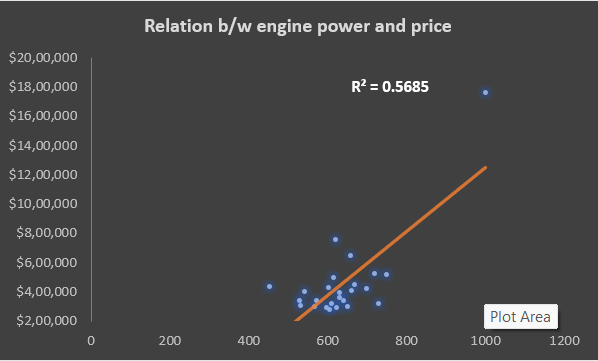 Relation b/w engine power and price
$20,00,000
R² = 0.5685
$18,00,000
$16,00,000
$14,00,000
$12,00,000
$10,00,000
$8,00,000
$6,00,000
$4,00,000
$2,00,000
Plot Area
0 200 400 600 800 1000 1200